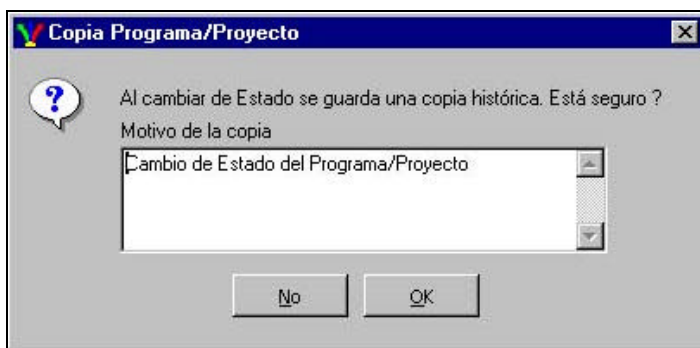 Copia Programa/Proyecto
Al cambiar de Estado se guarda una copia histórica. Está seguro ?
Motivo de la copia
Cambio de Estado del Programa/Proyecto
No
OK